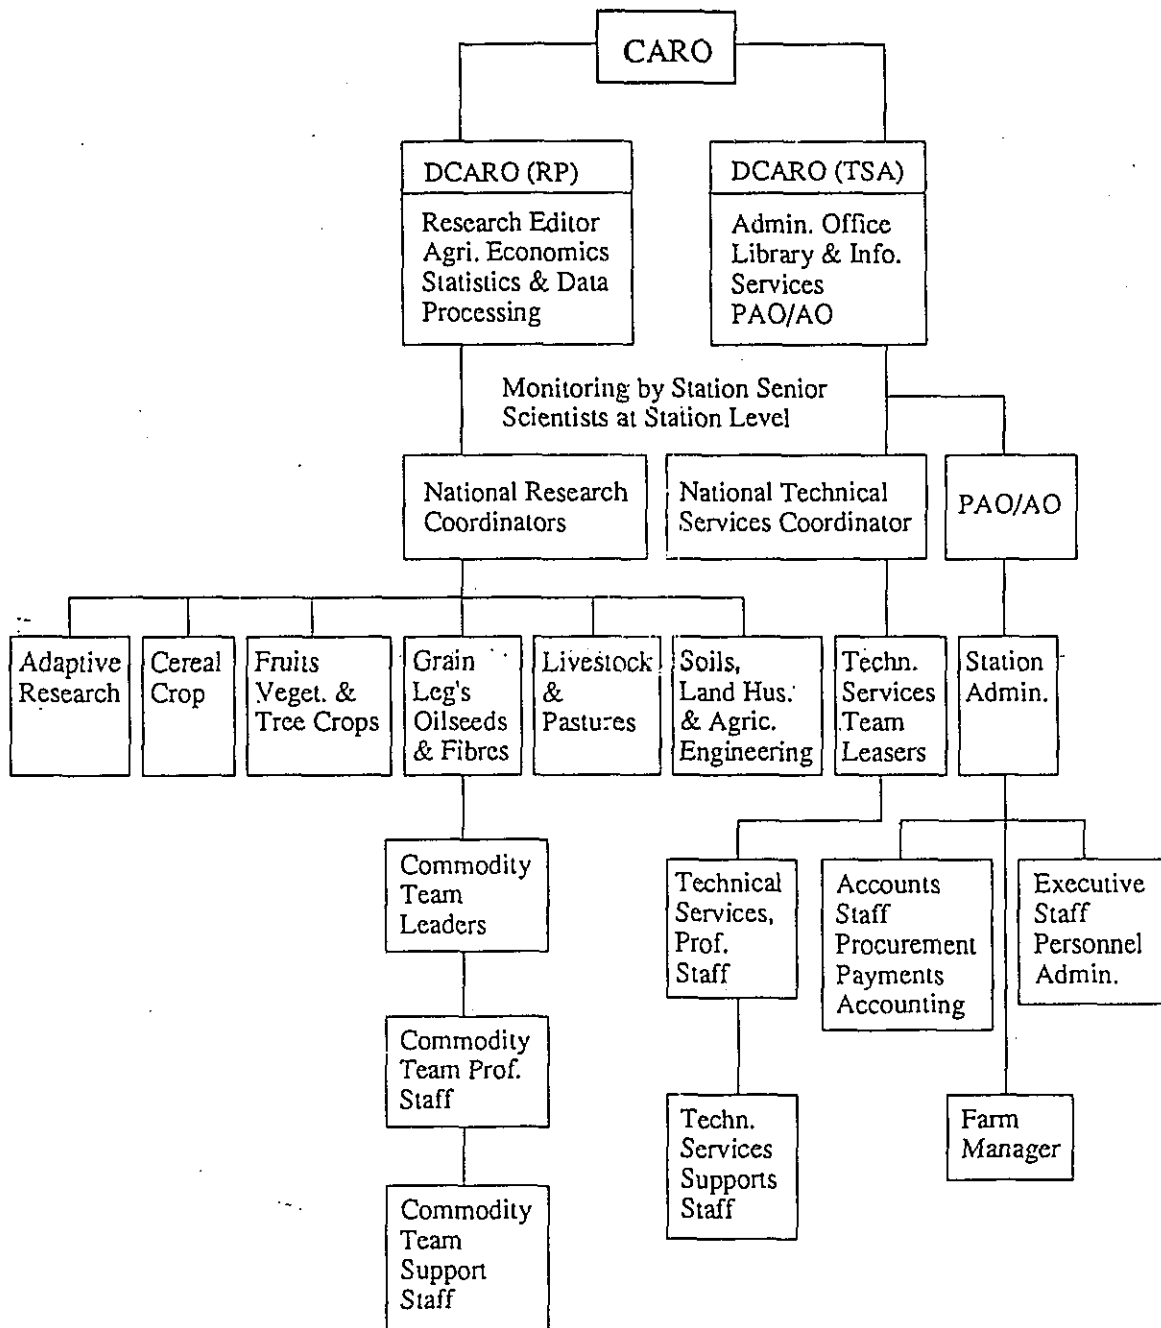 CARO
DCARO (RP)
Research Editor
Agri. Economics
Statistics & Data
Processing
DCARO (TSA)
Admin. Office
Library & Info.
Services
PAO/AO
Monitoring by Station Senior
Scientists at Station Level
National Research
Coordinators
National Technical
Services Coordinator
PAO/AO
Adaptive
Research
Cereal
Crop
Fruits
Veget. &
Tree Crops
Grain
Leg's
Oilseeds
& Fibres
Livestock
&
Pastures
Soils,
Land Hus.
& Agric.
Engineering
Techn.
Services
Team
Leasers
Station
Admin.
Commodity
Team
Leaders
Technical
Services,
Prof.
Staff
Accounts
Staff
Procurement
Payments
Accounting
Executive
Staff
Personnel
Admin.
Commodity
Team Prof.
Staff
Techn.
Services
Supports
Staff
Farm
Manager
Commodity
Team
Support
Staff